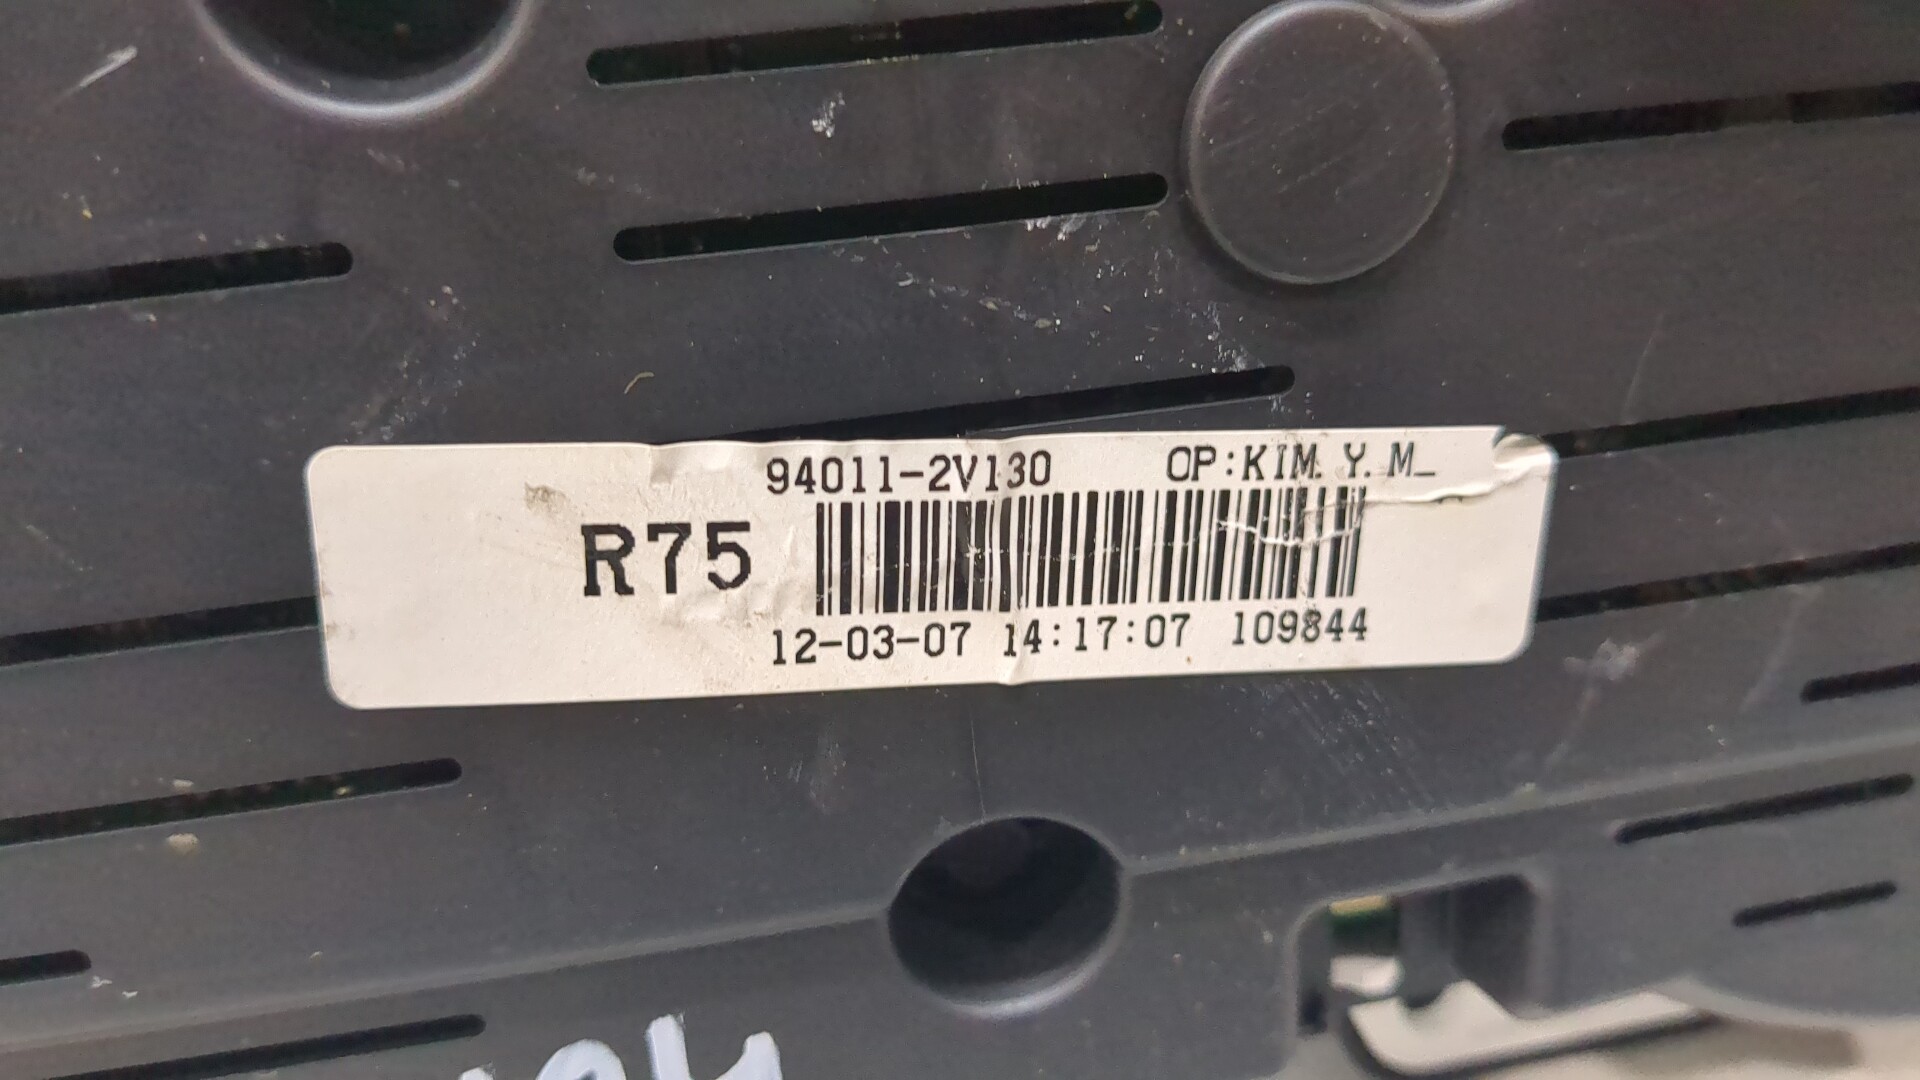 94011-2V130 OP:KIM. Y. M_
R75
12-03-07 14:17:07 109844